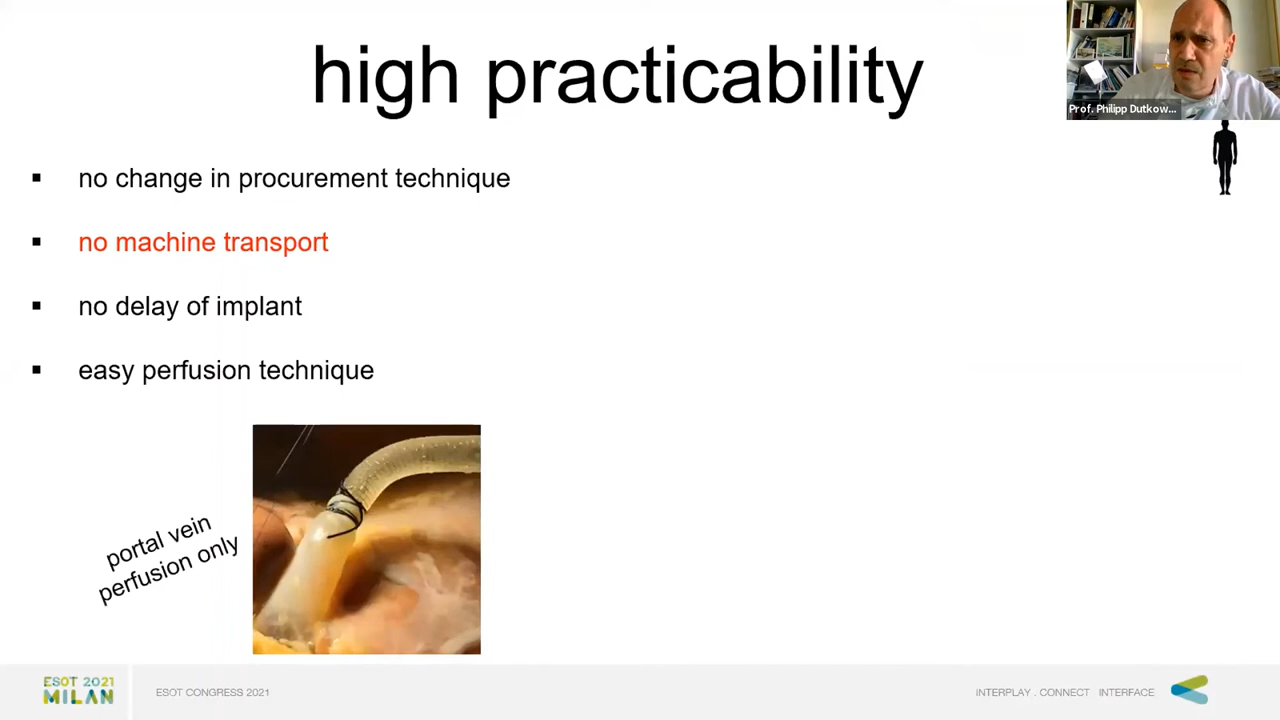 high practicability
Prof. Philipp Dutkow...
▪ no change in procurement technique
▪ no machine transport
▪ no delay of implant
▪ easy perfusion technique
portal vein
perfusion only
ESOT 2021
MILAN
ESOT CONGRESS 2021
INTERPLAY . CONNECT INTERFACE